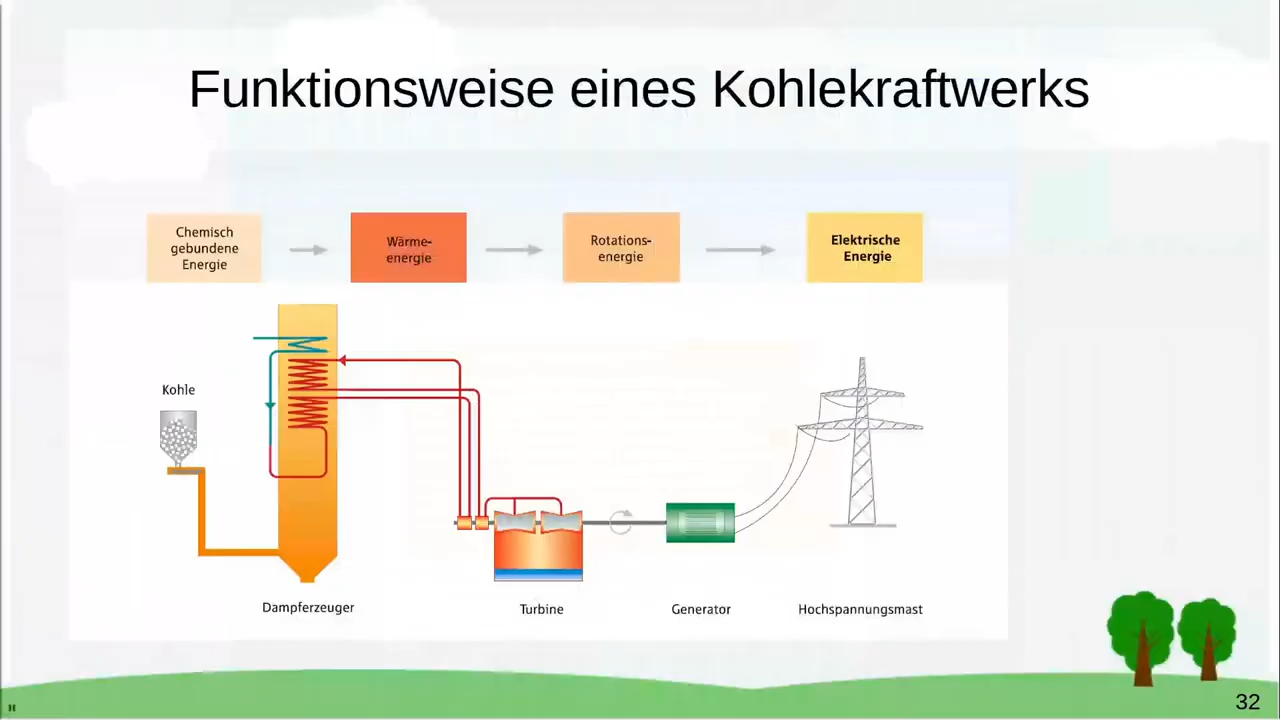 Funktionsweise eines Kohlekraftwerks
Chemisch
gebundene
Energie
Wärme-
energie
Rotations-
energie
Elektrische
Energie
Kohle
Dampferzeuger
Turbine
Generator
Hochspannungsmast
32